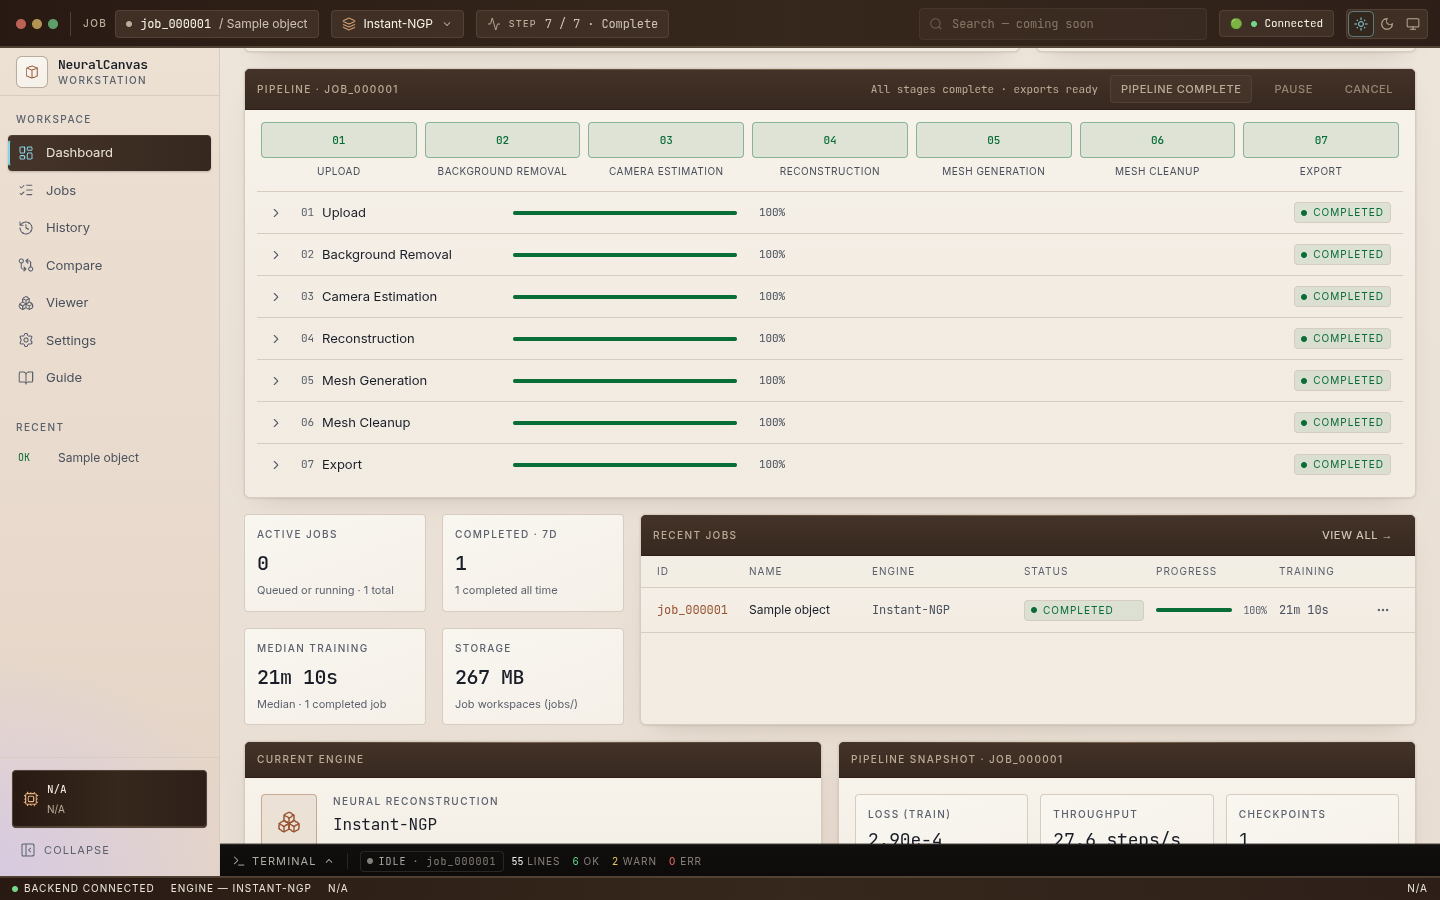 JOB job_000001 / Sample object Instant-NGP STEP 7 / 7 · Complete Search — coming soon Connected
NeuralCanvas
WORKSTATION
WORKSPACE
Dashboard
Jobs
History
Compare
Viewer
Settings
Guide
RECENT
OK Sample object
N/A
N/A
COLLAPSE
PIPELINE · JOB_000001 All stages complete · exports ready PIPELINE COMPLETE PAUSE CANCEL
01 02 03 04 05 06 07
UPLOAD BACKGROUND REMOVAL CAMERA ESTIMATION RECONSTRUCTION MESH GENERATION MESH CLEANUP EXPORT
01 Upload 100% COMPLETED
02 Background Removal 100% COMPLETED
03 Camera Estimation 100% COMPLETED
04 Reconstruction 100% COMPLETED
05 Mesh Generation 100% COMPLETED
06 Mesh Cleanup 100% COMPLETED
07 Export 100% COMPLETED
ACTIVE JOBS
0
Queued or running · 1 total
COMPLETED · 7D
1
1 completed all time
MEDIAN TRAINING
21m 10s
Median · 1 completed job
STORAGE
267 MB
Job workspaces (jobs/)
RECENT JOBS VIEW ALL →
ID NAME ENGINE STATUS PROGRESS TRAINING
job_000001 Sample object Instant-NGP COMPLETED 100% 21m 10s
CURRENT ENGINE
NEURAL RECONSTRUCTION
Instant-NGP
PIPELINE SNAPSHOT · JOB_000001
LOSS (TRAIN)
2.90e-4
THROUGHPUT
27.6 steps/s
CHECKPOINTS
1
TERMINAL IDLE · job_000001 55 LINES 6 OK 2 WARN 0 ERR
BACKEND CONNECTED ENGINE — INSTANT-NGP N/A N/A